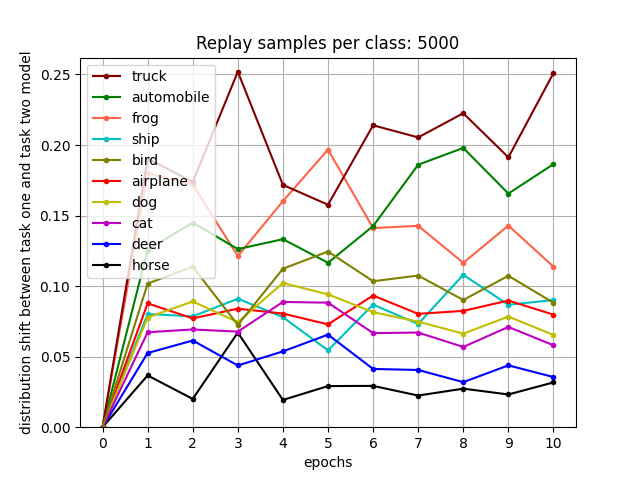 Replay samples per class: 5000
distribution shift between task one and task two model
0.25
0.20
0.15
0.10
0.05
0.00
truck
automobile
frog
ship
bird
airplane
dog
cat
deer
horse
0 1 2 3 4 5 6 7 8 9 10
epochs